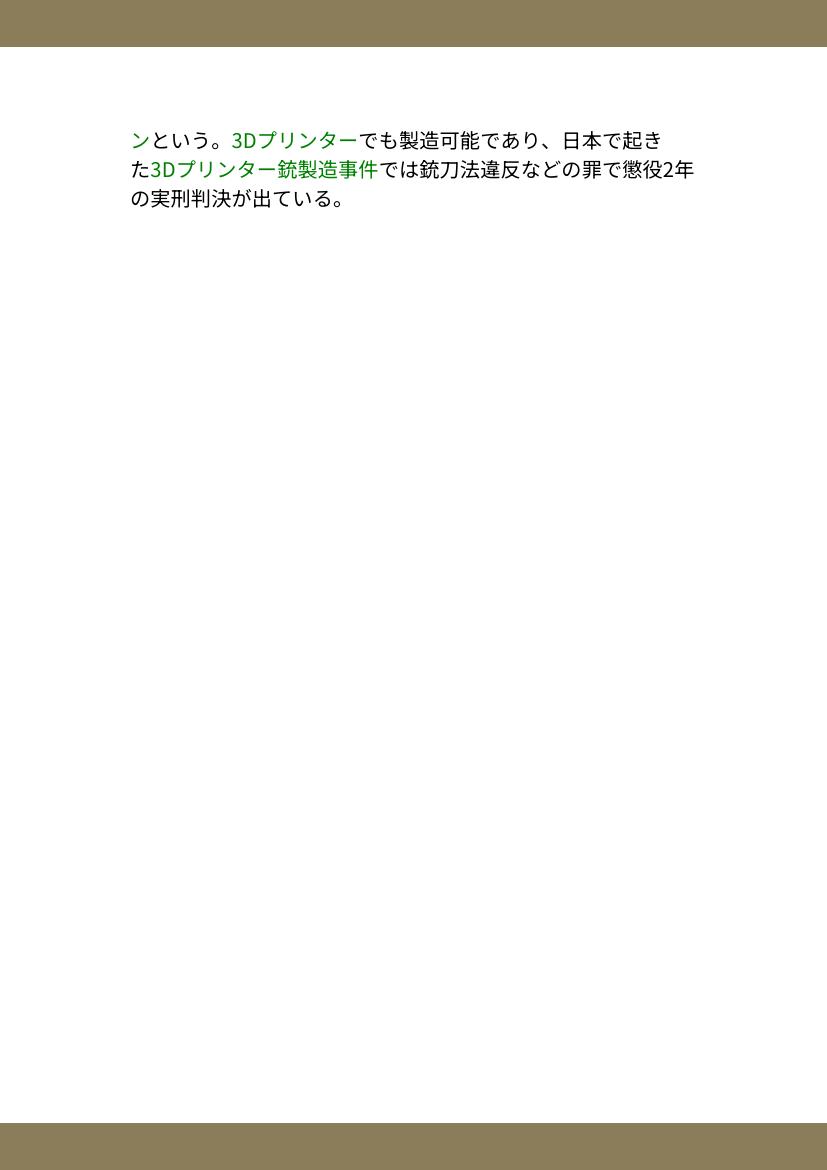 ンという。3Dプリンターでも製造可能であり、日本で起き
た3Dプリンター銃製造事件では銃刀法違反などの罪で懲役2年
の実刑判決が出ている。